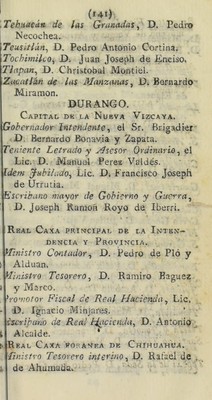 (141)
Tehuacán de las Granadas, D. Pedro
Necochea.
Teusitlán, D. Pedro Antonio Cortina.
Tochimilco, D. Juan Joseph de Enciso.
Tlapan, D. Christobal Montiel.
Zacatlán de las Manzanas, D. Bernardo
Miramon.
DURANGO.
CAPITAL DE LA NUEVA VIZCAYA.
Gobernador Intendente, el Sr. Brigadier
D. Bernardo Bonavia y Zapata.
Teniente Letrado y Asesor Ordinario, el
Lic. D. Manuel Perez Valdés.
Idem Jubilado, Lic. D. Francisco Joseph
de Urrutia.
Escribano mayor de Gobierno y Guerra,
D. Joseph Ramon Royo de Iberri.
REAL CAXA PRINCIPAL DE LA INTEN-
DENCIA Y PROVINCIA.
Ministro Contador, D. Pedro de Pló y
Alduan.
Ministro Tesorero, D. Ramiro Baguez
y Marco.
Promotor Fiscal de Real Hacienda, Lic.
D. Ignacio Minjares.
Escribano de Real Hacienda, D. Antonio
Alcalde.
REAL CAXA FORANEA DE CHIHUAHUA.
Ministro Tesorero interino, D. Rafael de
de Ahumada.